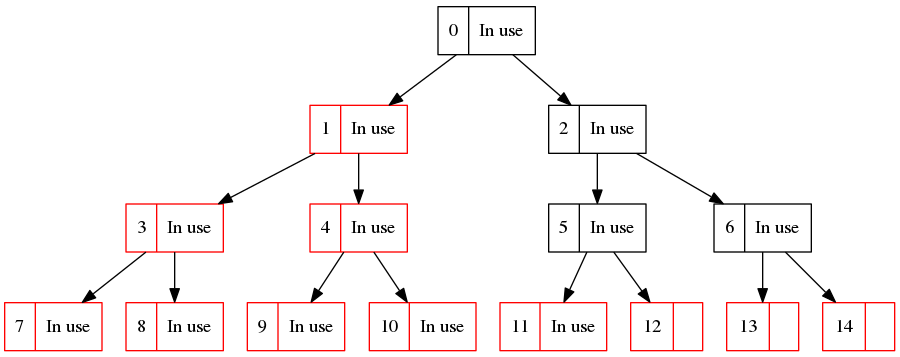 0 In use
1 In use
2 In use
3 In use
4 In use
5 In use
6 In use
7 In use
8 In use
9 In use
10 In use
11 In use
12
13
14